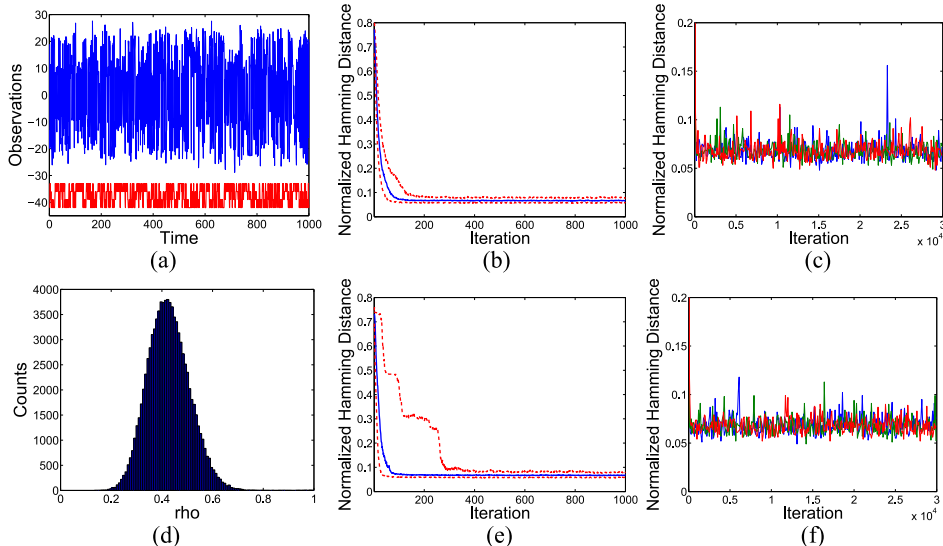 30
20
10
0
−10
−20
−30
−40
Observations
0 200 400 600 800 1000
Time
(a)
0.8
0.7
0.6
0.5
0.4
0.3
0.2
0.1
0
Normalized Hamming Distance
0 200 400 600 800 1000
Iteration
(b)
0.2
0.15
0.1
0.05
0
Normalized Hamming Distance
0 0.5 1 1.5 2 2.5 3
Iteration
x 10^4
(c)
4000
3500
3000
2500
2000
1500
1000
500
0
Counts
0 0.2 0.4 0.6 0.8 1
rho
(d)
0.8
0.7
0.6
0.5
0.4
0.3
0.2
0.1
0
Normalized Hamming Distance
0 200 400 600 800 1000
Iteration
(e)
0.2
0.15
0.1
0.05
0
Normalized Hamming Distance
0 0.5 1 1.5 2 2.5 3
Iteration
x 10^4
(f)